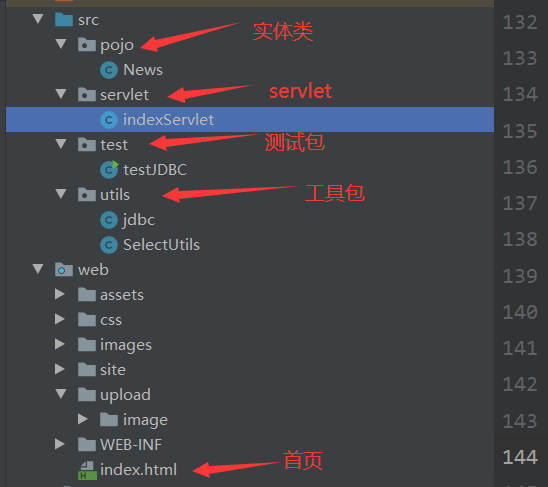 src
pojo
实体类
News
servlet
servlet
indexServlet
test
测试包
testJDBC
utils
工具包
jdbc
SelectUtils
web
assets
css
images
site
upload
image
WEB-INF
index.html
首页
132
133
134
135
136
137
138
139
140
141
142
143
144